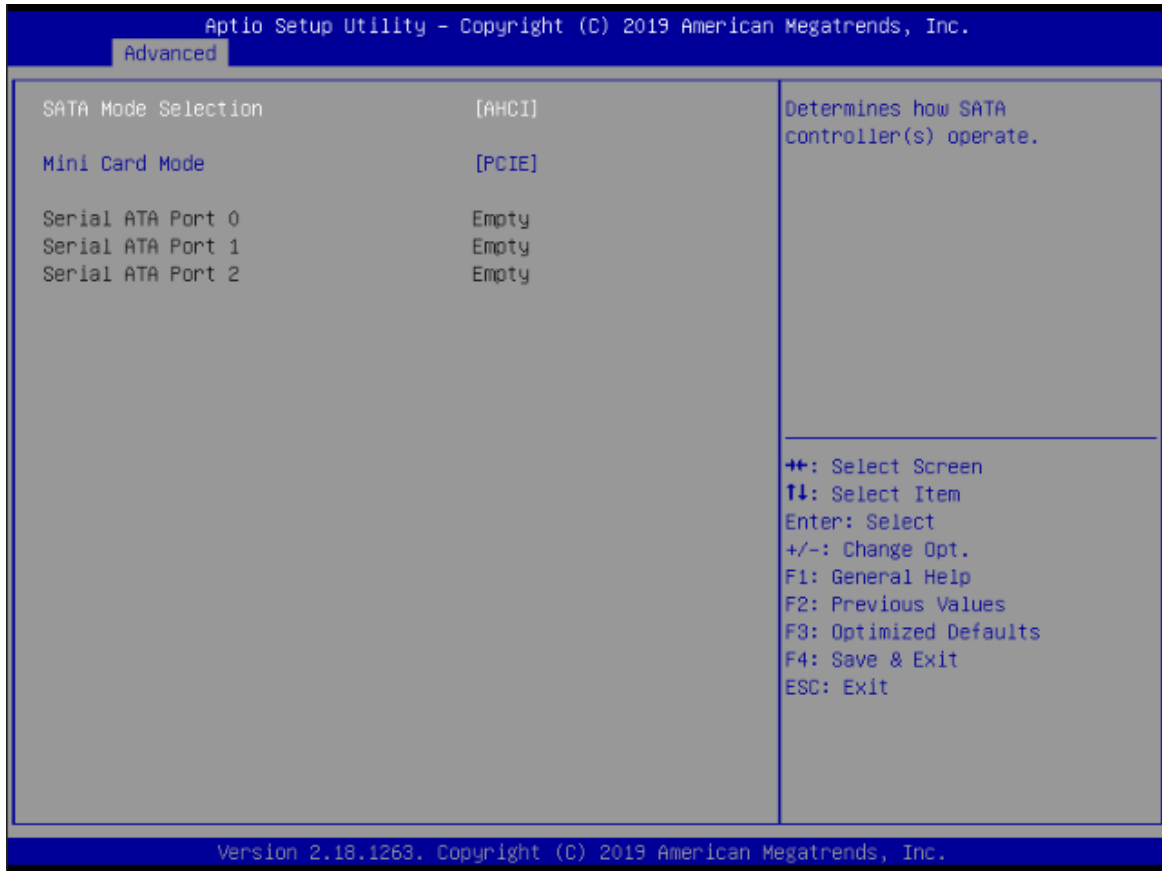 Aptio Setup Utility – Copyright (C) 2019 American Megatrends, Inc.
Advanced
SATA Mode Selection [AHCI]
Mini Card Mode [PCIE]
Serial ATA Port 0 Empty
Serial ATA Port 1 Empty
Serial ATA Port 2 Empty
Determines how SATA
controller(s) operate.
→←: Select Screen
↑↓: Select Item
Enter: Select
+/-: Change Opt.
F1: General Help
F2: Previous Values
F3: Optimized Defaults
F4: Save & Exit
ESC: Exit
Version 2.18.1263. Copyright (C) 2019 American Megatrends, Inc.